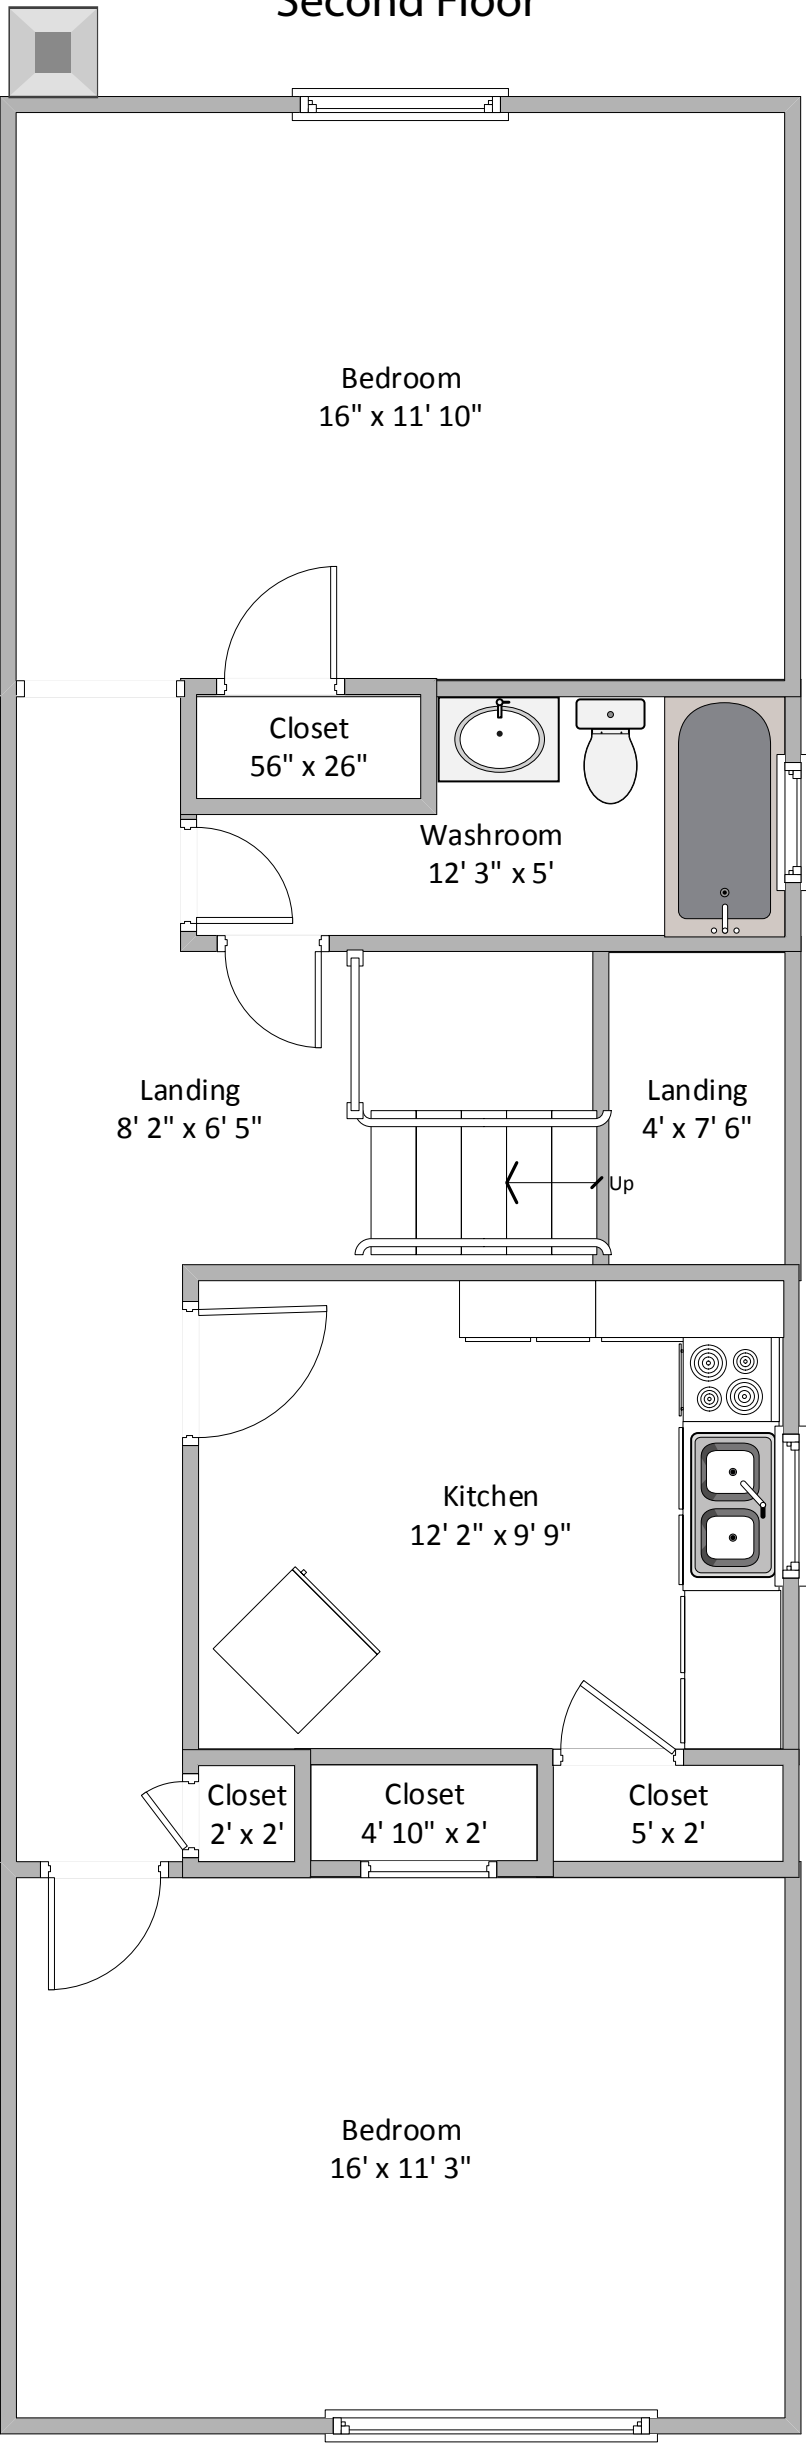 Second Floor
Bedroom
16" x 11' 10"
Closet
56" x 26"
Washroom
12' 3" x 5'
Landing
8' 2" x 6' 5"
Landing
4' x 7' 6"
Up
Kitchen
12' 2" x 9' 9"
Closet
2' x 2'
Closet
4' 10" x 2'
Closet
5' x 2'
Bedroom
16' x 11' 3"